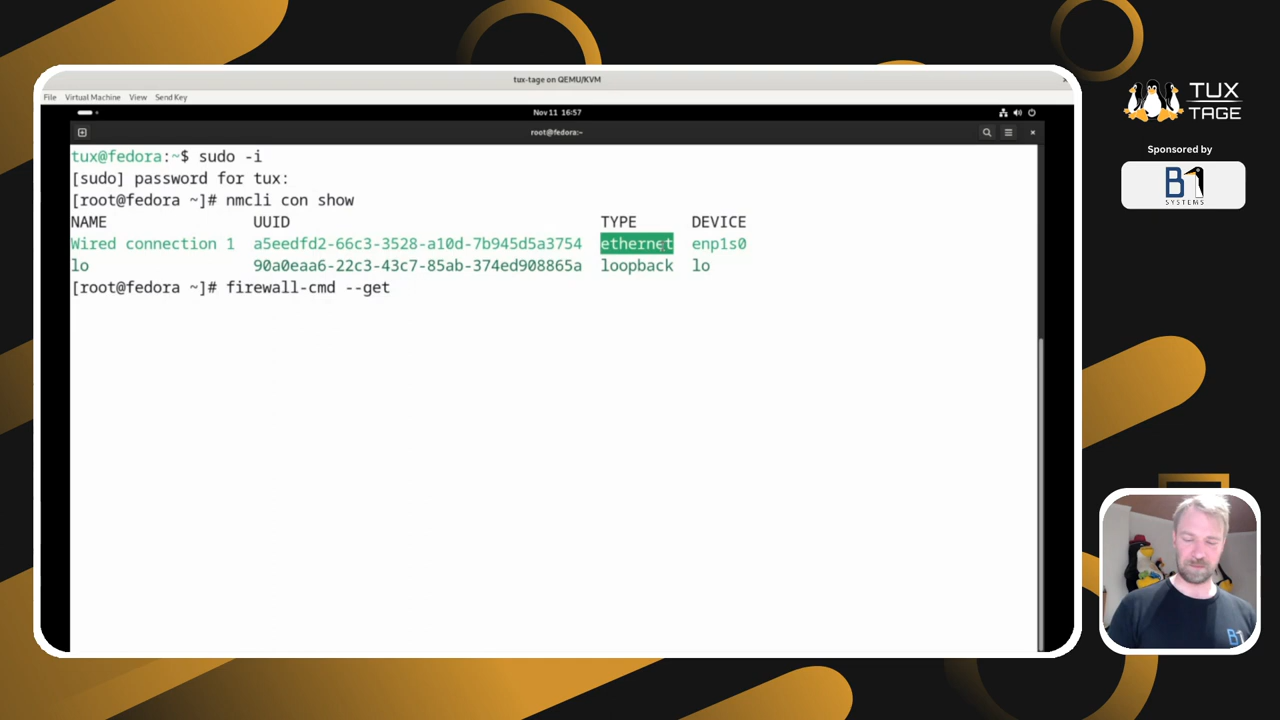 tux-tage on QEMU/KVM
File Virtual Machine View Send Key
Nov 11 16:57
root@fedora:~
tux@fedora:~$ sudo -i
[sudo] password for tux:
[root@fedora ~]# nmcli con show
NAME UUID TYPE DEVICE
Wired connection 1 a5eedfd2-66c3-3528-a10d-7b945d5a3754 ethernet enp1s0
lo 90a0eaa6-22c3-43c7-85ab-374ed908865a loopback lo
[root@fedora ~]# firewall-cmd --get
TUX
TAGE
Sponsored by
B1
SYSTEMS
B1